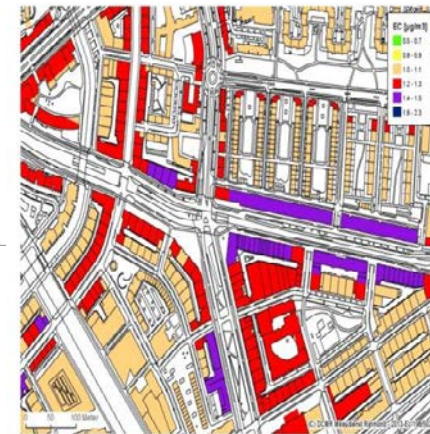 EC [µg/m3]
0.5 - 0.7
0.8 - 0.9
1.0 - 1.1
1.2 - 1.3
1.4 - 1.5
1.6 - 2.3
0 50 100 Meter
(C) DCMR Milieudienst Rijnmond - 2013